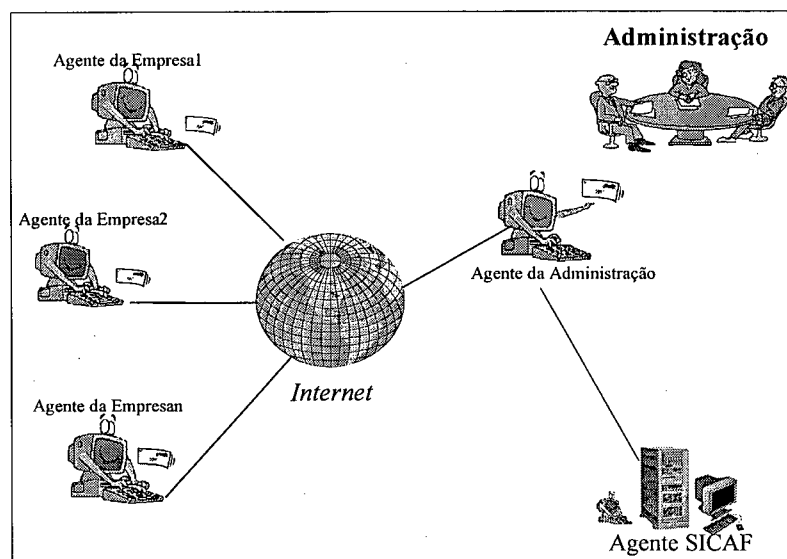 Administração
Agente da Empresa1
Agente da Empresa2
Agente da Administração
Internet
Agente da Empresan
Agente SICAF